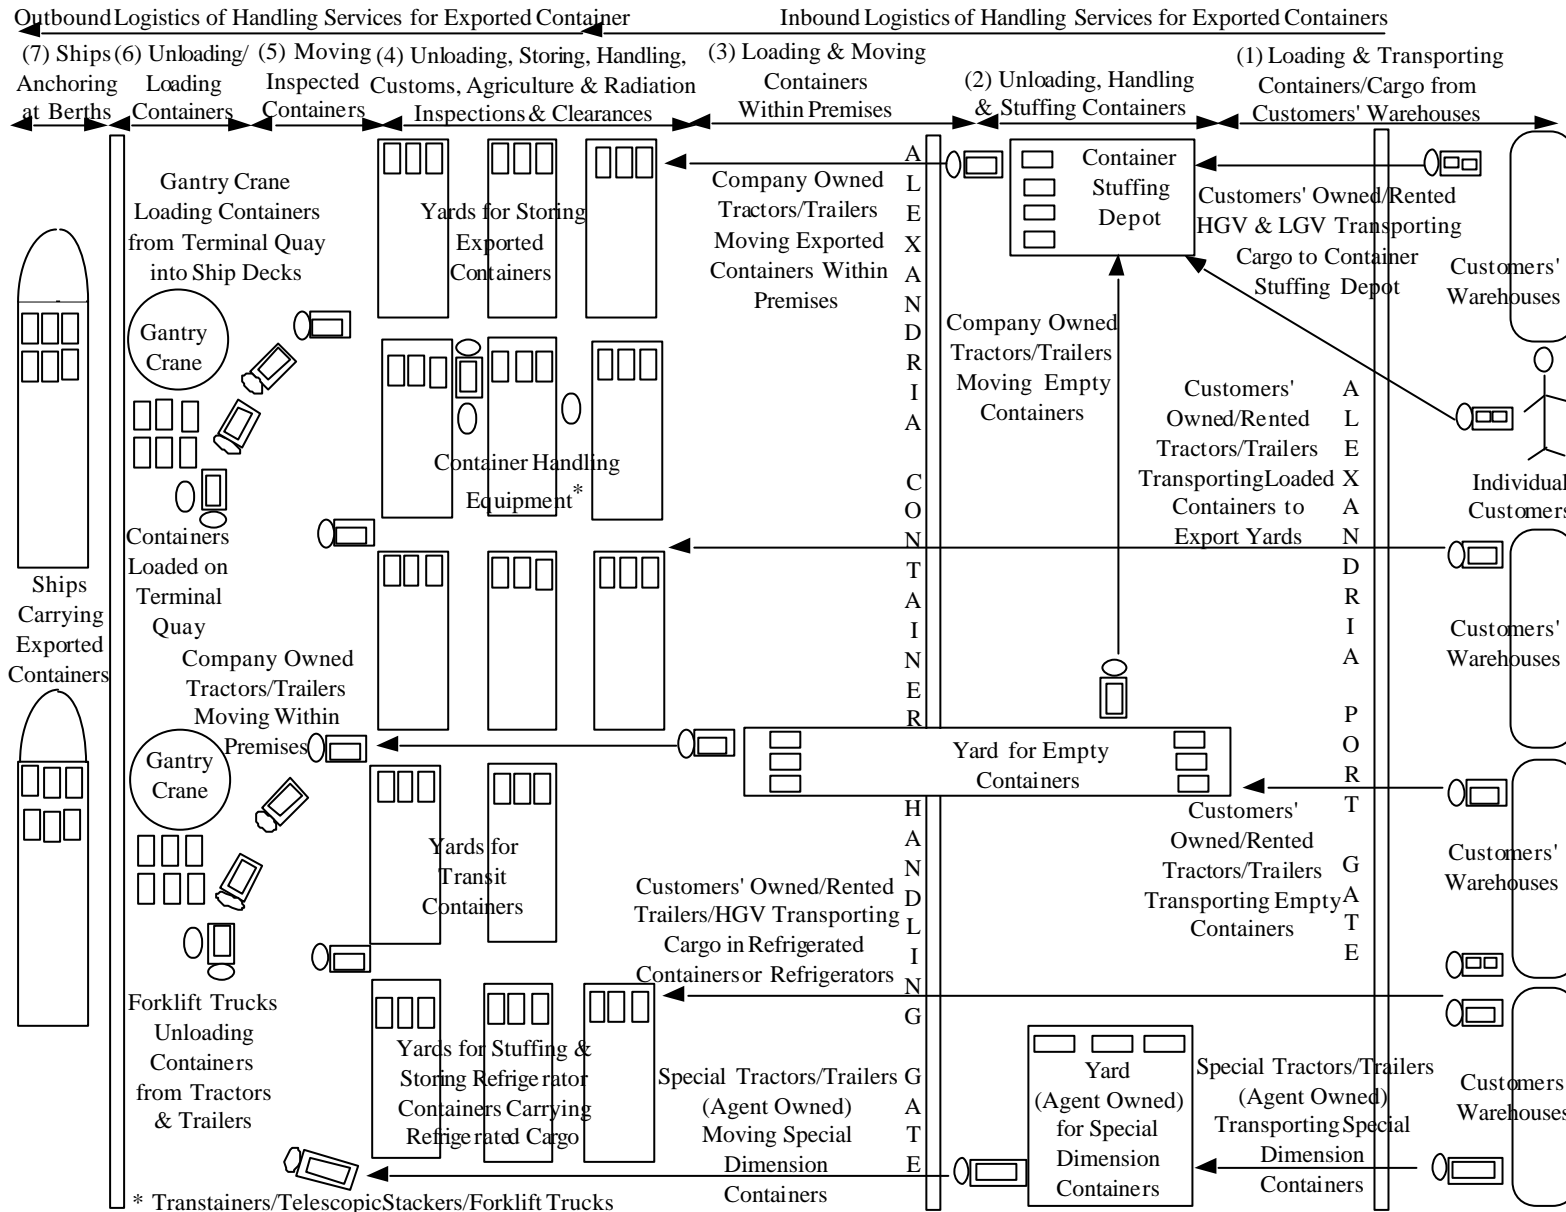 Outbound Logistics of Handling Services for Exported Container
Inbound Logistics of Handling Services for Exported Containers
(7) Ships
Anchoring
at Berths
(6) Unloading/
Loading
Containers
(5) Moving
Inspected
Containers
(4) Unloading, Storing, Handling,
Customs, Agriculture & Radiation
Inspections & Clearances
(3) Loading & Moving
Containers
Within Premises
(2) Unloading, Handling
& Stuffing Containers
(1) Loading & Transporting
Containers/Cargo from
Customers' Warehouses
Gantry Crane
Loading Containers
from Terminal Quay
into Ship Decks
Gantry
Crane
Containers
Loaded on
Terminal
Quay
Ships
Carrying
Exported
Containers
Company Owned
Tractors/Trailers
Moving Within
Premises
Gantry
Crane
Forklift Trucks
Unloading
Containers
from Tractors
& Trailers
Yards for Storing
Exported
Containers
Container Handling
Equipment*
Yards for
Transit
Containers
Yards for Stuffing &
Storing Refrigerator
Containers Carrying
Refrigerated Cargo
Company Owned
Tractors/Trailers
Moving Exported
Containers Within
Premises
ALEXANDRIA CONTAINER HANDLING GATE
Container
Stuffing
Depot
Customers' Owned/Rented
HGV & LGV Transporting
Cargo to Container
Stuffing Depot
Customers'
Warehouses
Company Owned
Tractors/Trailers
Moving Empty
Containers
Customers'
Owned/Rented
Tractors/Trailers
Transporting Loaded
Containers to
Export Yards
ALEXANDRIA PORT GATE
Individual
Customers
Customers'
Warehouses
Yard for Empty
Containers
Customers'
Owned/Rented
Tractors/Trailers
Transporting Empty
Containers
Customers'
Warehouses
Customers' Owned/Rented
Trailers/HGV Transporting
Cargo in Refrigerated
Containers or Refrigerators
Special Tractors/Trailers
(Agent Owned)
Moving Special
Dimension
Containers
Yard
(Agent Owned)
for Special
Dimension
Containers
Special Tractors/Trailers
(Agent Owned)
Transporting Special
Dimension
Containers
Customers
Warehouses
* Transtainers/Telescopic Stackers/Forklift Trucks